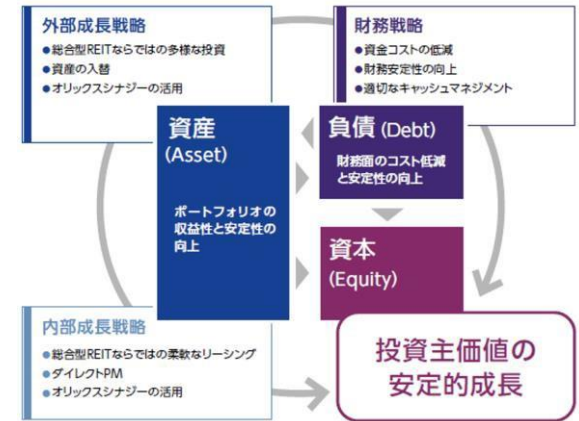 外部成長戦略
●総合型REITならではの多様な投資
●資産の入替
●オリックスシナジーの活用
財務戦略
●資金コストの低減
●財務安定性の向上
●適切なキャッシュマネジメント
資産
(Asset)
ポートフォリオの
収益性と安定性の
向上
負債 (Debt)
財務面のコスト低減
と安定性の向上
資本
(Equity)
内部成長戦略
●総合型REITならではの柔軟なリーシング
●ダイレクトPM
●オリックスシナジーの活用
投資主価値の
安定的成長